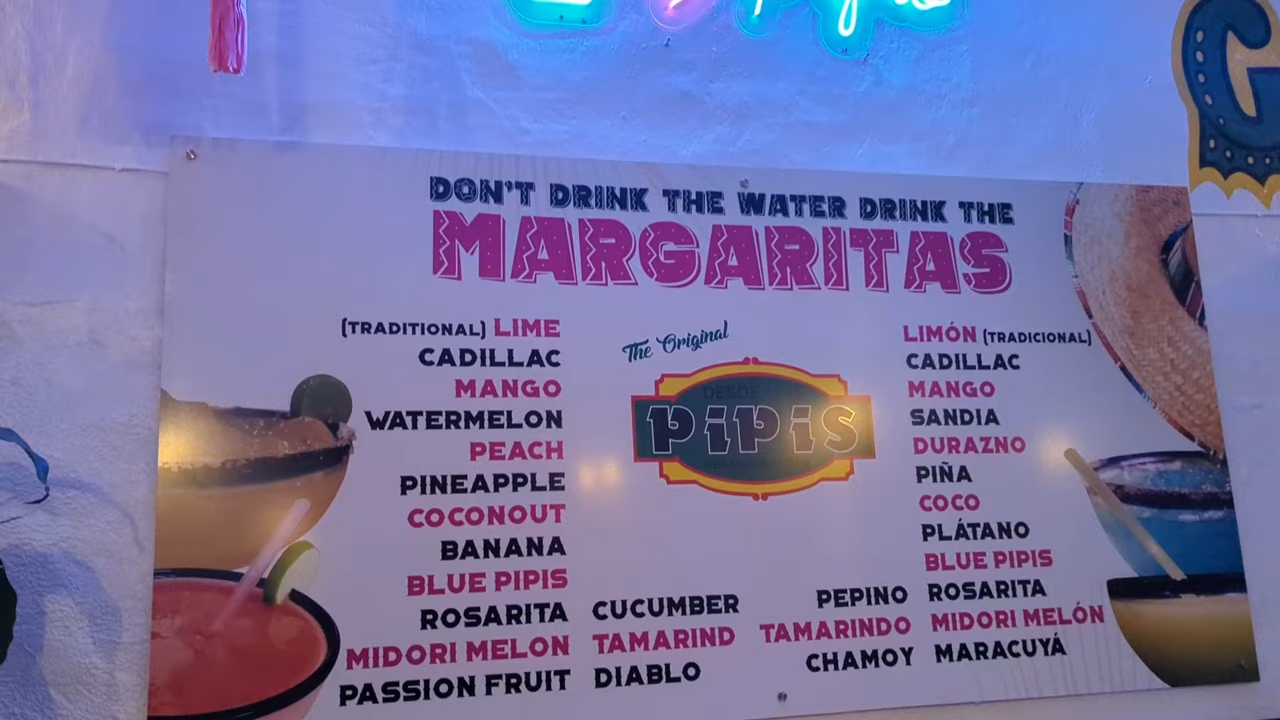 DON'T DRINK THE WATER DRINK THE
MARGARITAS
The Original
DESDE
PiPiS
(TRADITIONAL) LIME
CADILLAC
MANGO
WATERMELON
PEACH
PINEAPPLE
COCONOUT
BANANA
BLUE PIPIS
ROSARITA
MIDORI MELON
PASSION FRUIT
CUCUMBER
TAMARIND
DIABLO
PEPINO
TAMARINDO
CHAMOY
LIMÓN (TRADICIONAL)
CADILLAC
MANGO
SANDIA
DURAZNO
PIÑA
COCO
PLÁTANO
BLUE PIPIS
ROSARITA
MIDORI MELÓN
MARACUYÁ
G